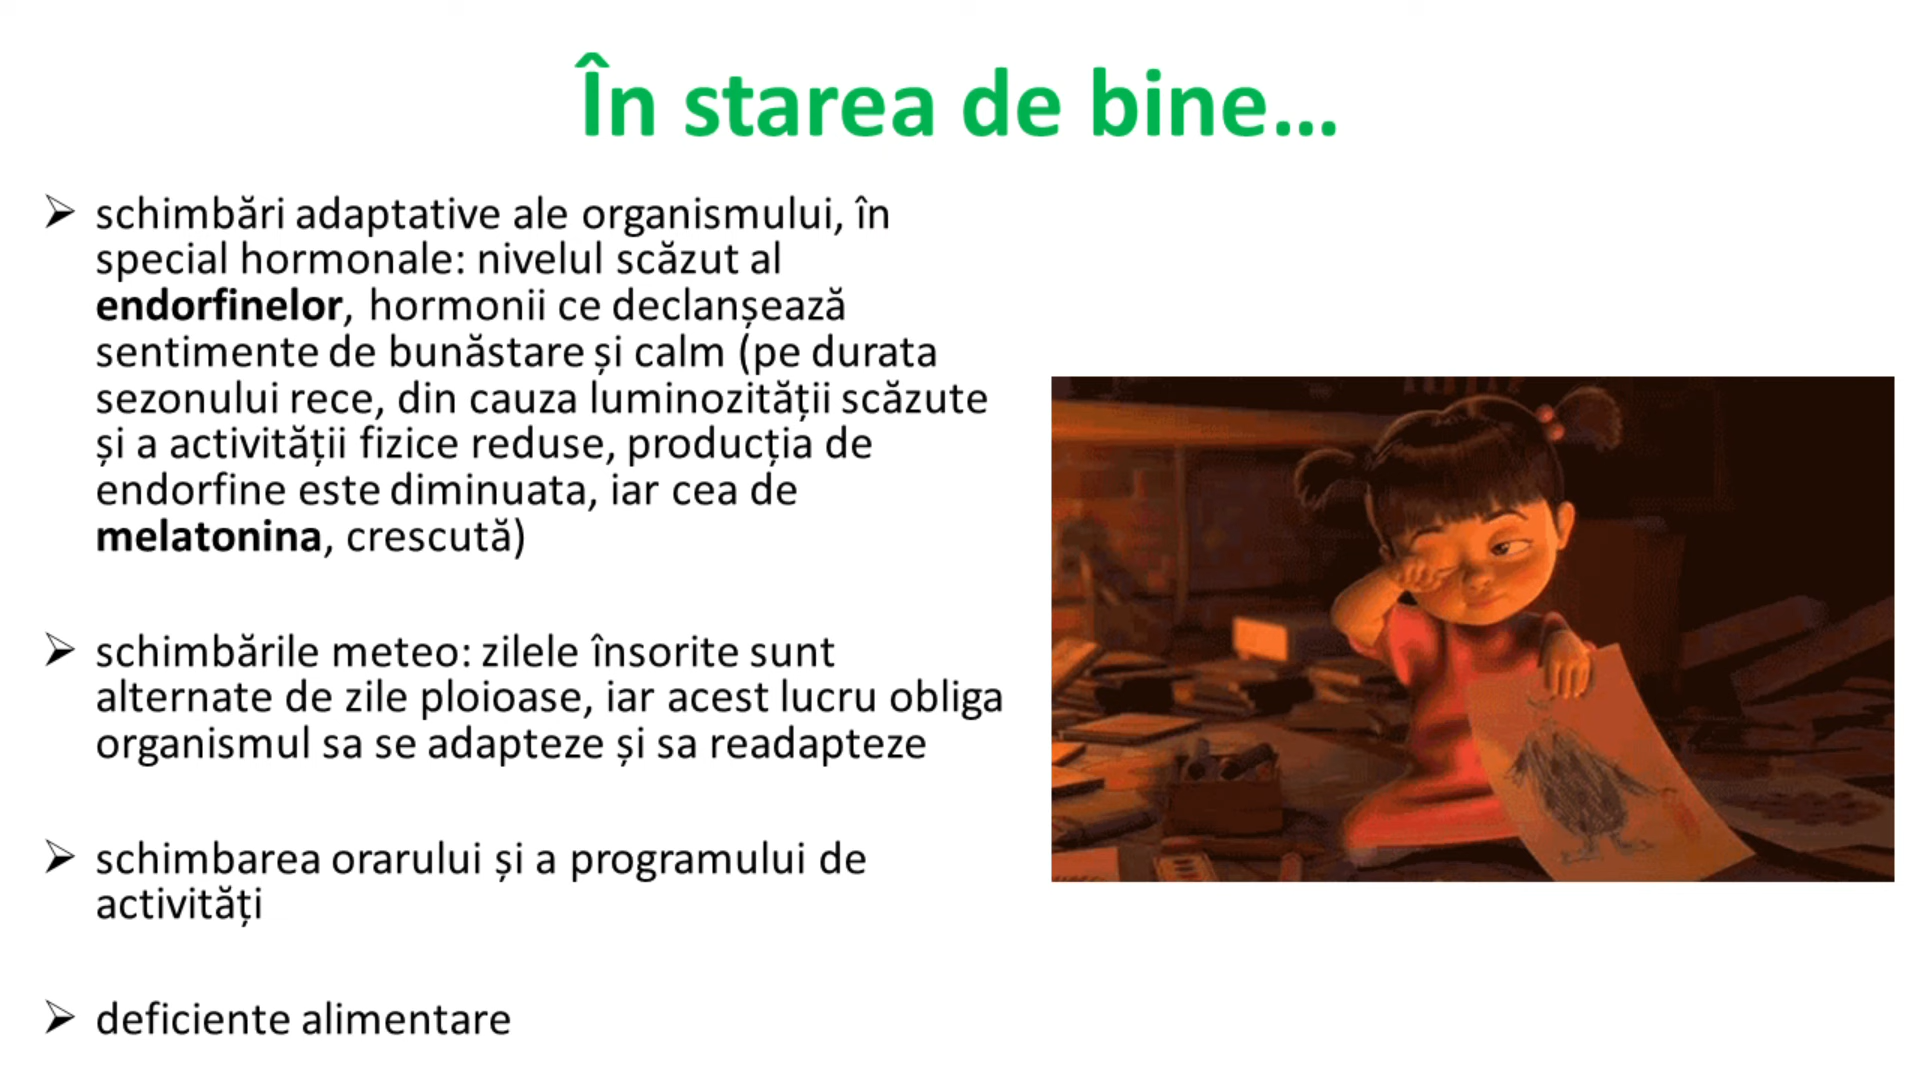 În starea de bine...
➢ schimbări adaptative ale organismului, în
special hormonale: nivelul scăzut al
endorfinelor, hormonii ce declanșează
sentimente de bunăstare și calm (pe durata
sezonului rece, din cauza luminozității scăzute
și a activității fizice reduse, producția de
endorfine este diminuata, iar cea de
melatonina, crescută)
➢ schimbările meteo: zilele însorite sunt
alternate de zile ploioase, iar acest lucru obliga
organismul sa se adapteze și sa readapteze
➢ schimbarea orarului și a programului de
activități
➢ deficiente alimentare